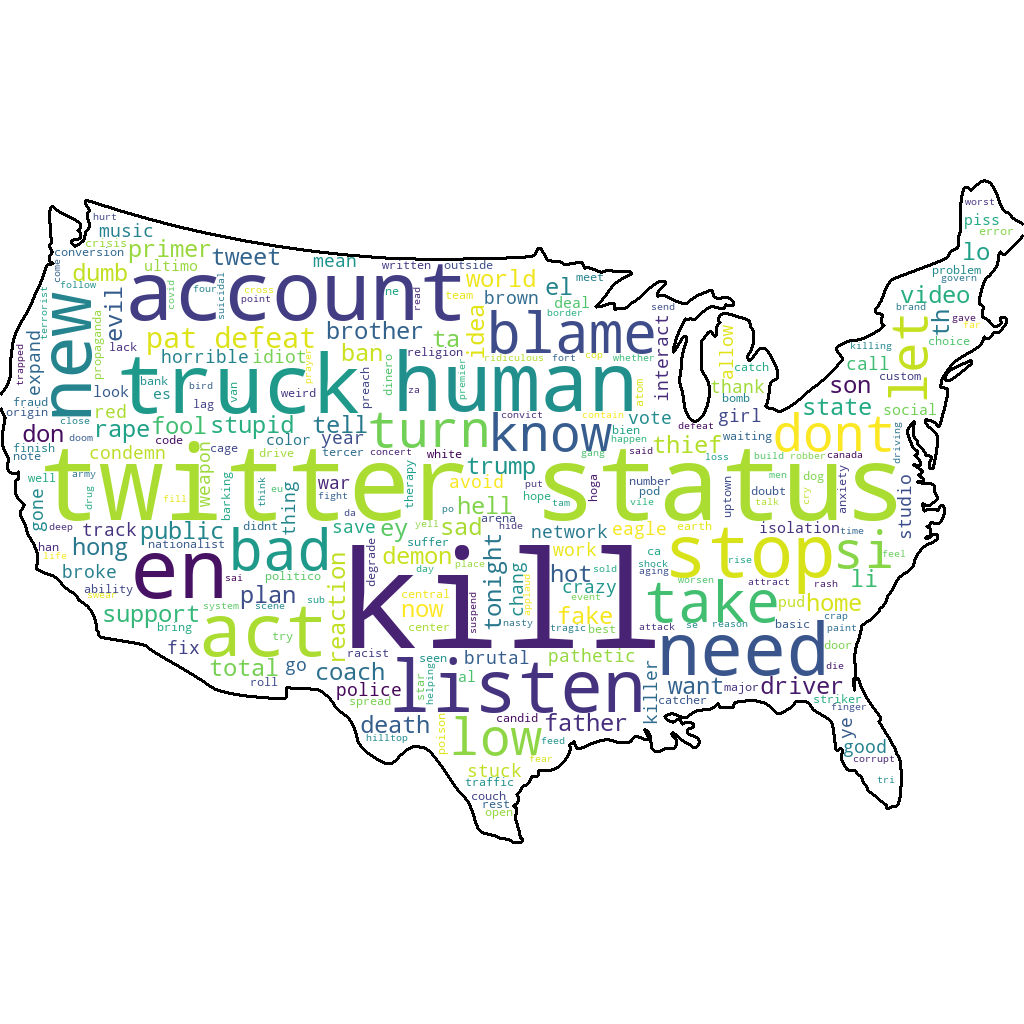 worst
hurt
piss
music
error
crisis
primer
tweet
lo
conversion
mean
written
outside
problem
come
dumb
ultimo
world
meet
govern
follow
suicidal
four
cross
account
read
ne
team
brown
el
deal
send
video
th
brand
gave
far
covid
point
border
new
evil
pat defeat
brother
ta
idea
blame
interact
allow
let
killing
choice
terrorist
propaganda
expand
lack
horrible
idiot
ban
religion
ridiculous
fort
cop
whether
catch
call
trapped
look
bank
bird
prayer
preach
dinero
premier
atom
thank
son
custom
fraud
es
van
weird
truck human
za
contain
bomb
state
social
origin
red
lag
convict
vote
girl
close
don
doom
rape
fool
stupid
tell
turn
know
bien
defeat
waiting
dont
code
color
year
concert
happen
thief
finish
condemn
cage
drive
tercer
white
gang
said
loss
build
robber
canada
driving
note
weapon
barking
therapy
trump
twitter status
well
army
think
eu
war
avoid
put
hoga
number
men
dog
gone
drug
fill
thing
fight
hell
hope
tam
pod
doubt
talk
cry
anxiety
deep
track
public
didnt
save
ey
sad
po
yell
arena
hide
network
eagle
earth
uptown
isolation
time
studio
han
hong
nationalist
bad
suffer
demon
tonight
work
ca
shock
stop
si
feel
life
broke
en
politico
reaction
degrade
day
place
chang
hot
sold
aging
rise
worsen
attract
rash
li
ability
sai
plan
sub
kill
now
central
suspend
applaud
crazy
event
take
pud
home
swear
support
system
scene
act
center
nasty
fake
tragic
best
attack
se
reason
basic
crap
paint
bring
try
need
door
fix
racist
seen
brutal
pathetic
die
total
go
coach
star
helping
al
listen
killer
want
major
driver
roll
police
catcher
striker
spread
finger
death
poison
candid
father
ye
hilltop
low
feed
good
fear
corrupt
stuck
traffic
tri
couch
rest
open